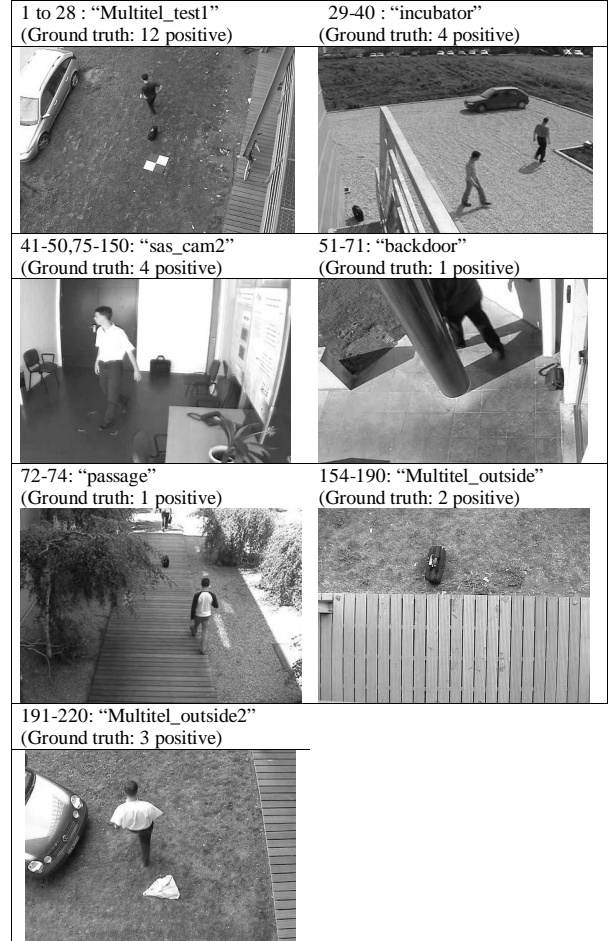 1 to 28 : “Multitel_test1”
(Ground truth: 12 positive)
29-40 : “incubator”
(Ground truth: 4 positive)
41-50,75-150: “sas_cam2”
(Ground truth: 4 positive)
51-71: “backdoor”
(Ground truth: 1 positive)
72-74: “passage”
(Ground truth: 1 positive)
154-190: “Multitel_outside”
(Ground truth: 2 positive)
191-220: “Multitel_outside2”
(Ground truth: 3 positive)